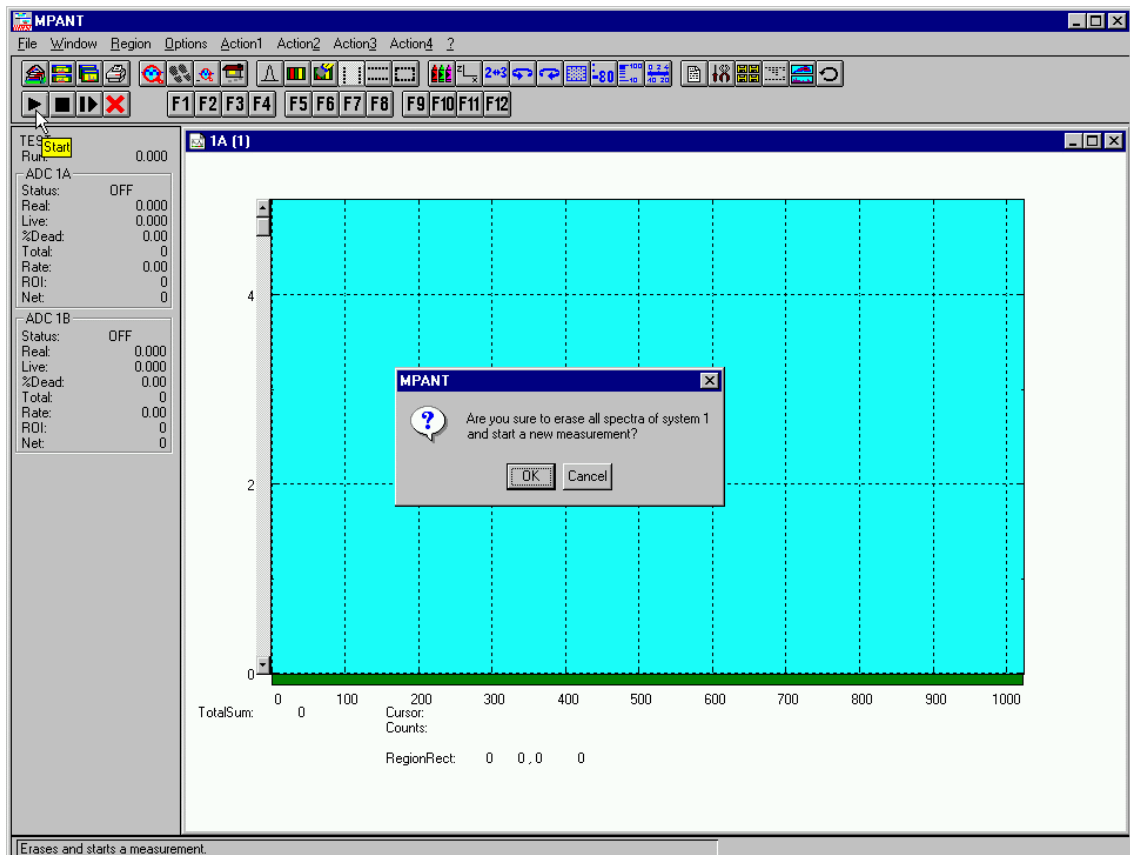 MPANT
File Window Region Options Action1 Action2 Action3 Action4 ?
F1 F2 F3 F4 F5 F6 F7 F8 F9 F10 F11 F12
Start
Run: 0.000
ADC 1A
Status: OFF
Real: 0.000
Live: 0.000
%Dead: 0.00
Total: 0
Rate: 0.00
ROI: 0
Net: 0
ADC 1B
Status: OFF
Real: 0.000
Live: 0.000
%Dead: 0.00
Total: 0
Rate: 0.00
ROI: 0
Net: 0
1A (1)
4
2
0
0 100 200 300 400 500 600 700 800 900 1000
MPANT
Are you sure to erase all spectra of system 1
and start a new measurement?
OK Cancel
TotalSum: 0 Cursor:
Counts:
RegionRect: 0 0 , 0 0
Erases and starts a measurement.